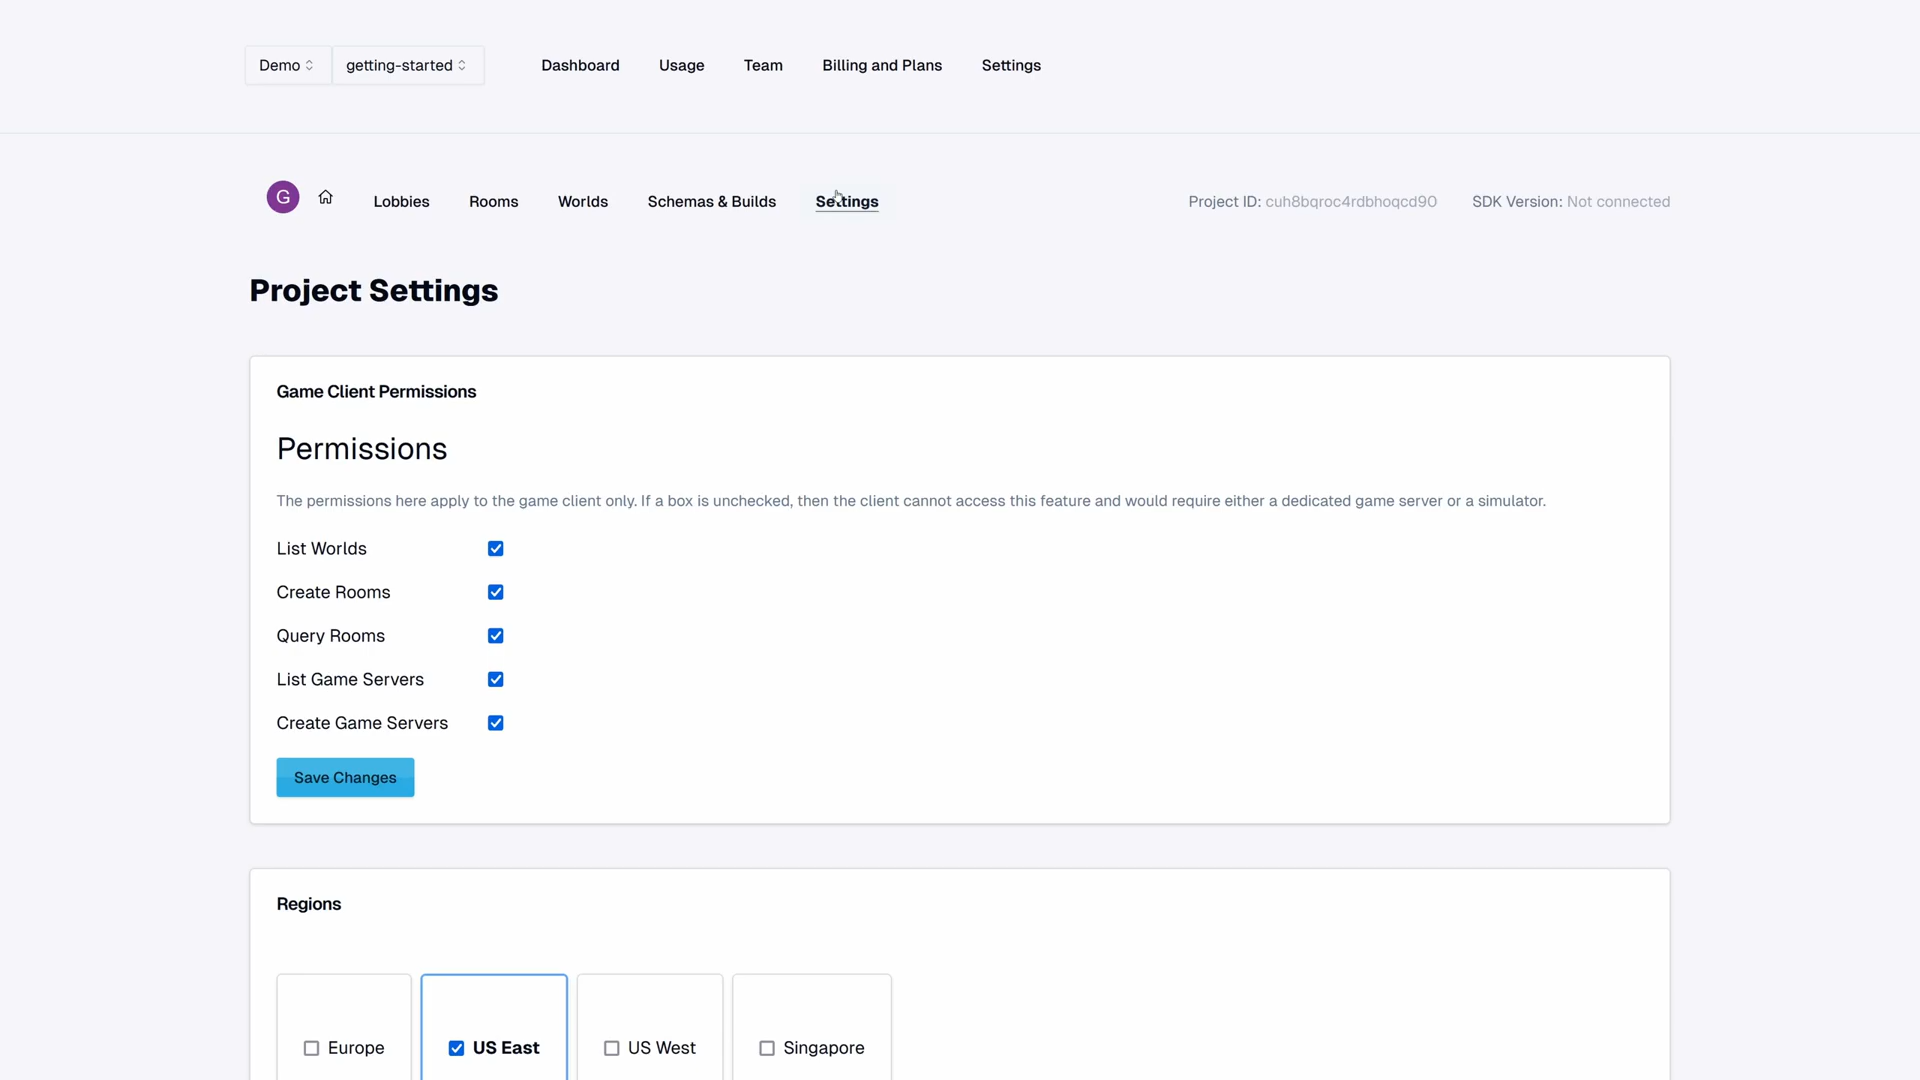 Demo getting-started Dashboard Usage Team Billing and Plans Settings
G Lobbies Rooms Worlds Schemas & Builds Settings Project ID: cuh8bqroc4rdbhoqcd90 SDK Version: Not connected
Project Settings
Game Client Permissions
Permissions
The permissions here apply to the game client only. If a box is unchecked, then the client cannot access this feature and would require either a dedicated game server or a simulator.
List Worlds
Create Rooms
Query Rooms
List Game Servers
Create Game Servers
Save Changes
Regions
Europe US East US West Singapore